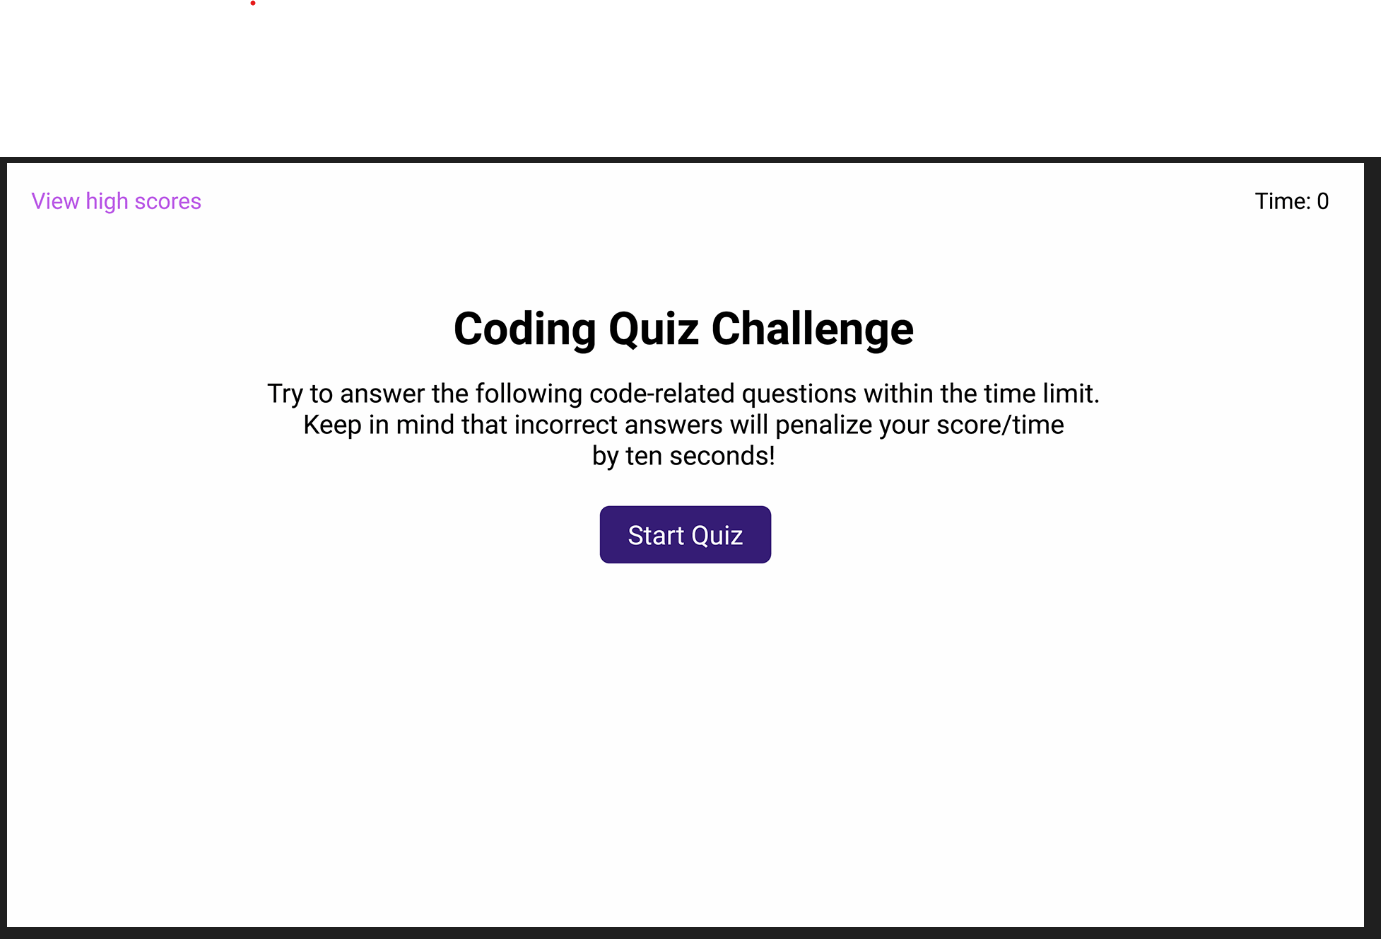 View high scores
Time: 0
Coding Quiz Challenge
Try to answer the following code-related questions within the time limit.
Keep in mind that incorrect answers will penalize your score/time
by ten seconds!
Start Quiz